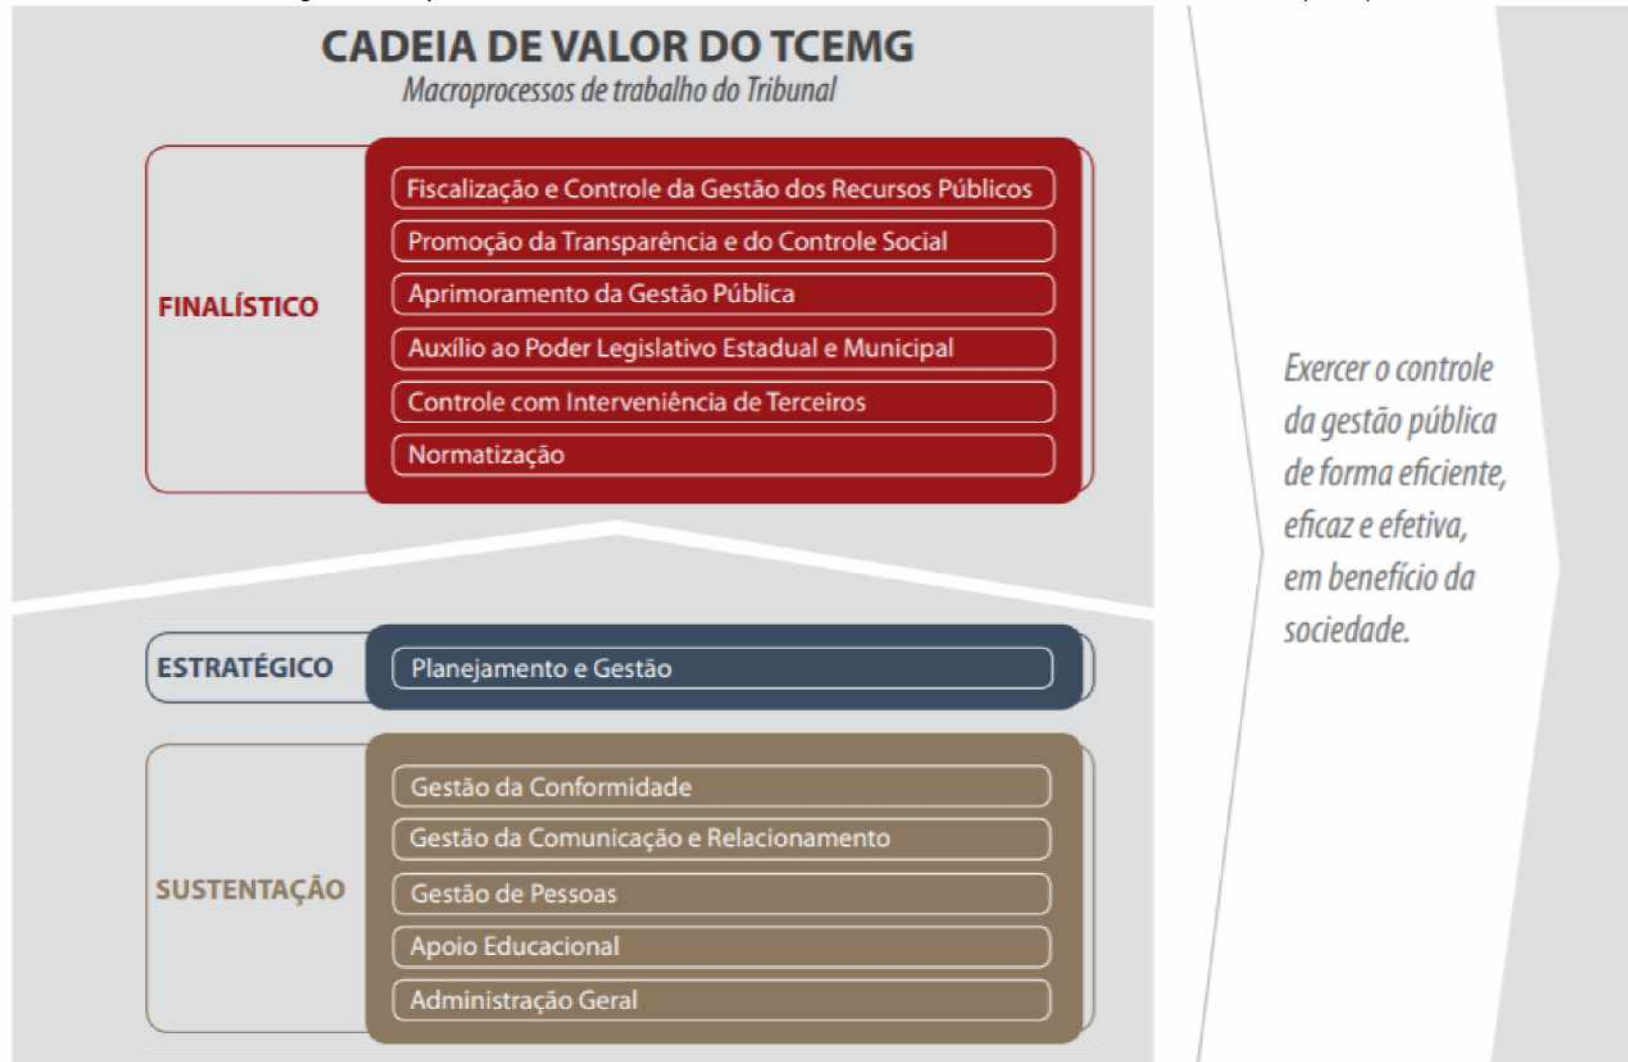 CADEIA DE VALOR DO TCEMG
Macroprocessos de trabalho do Tribunal
FINALÍSTICO
Fiscalização e Controle da Gestão dos Recursos Públicos
Promoção da Transparência e do Controle Social
Aprimoramento da Gestão Pública
Auxílio ao Poder Legislativo Estadual e Municipal
Controle com Interveniência de Terceiros
Normatização
ESTRATÉGICO
Planejamento e Gestão
SUSTENTAÇÃO
Gestão da Conformidade
Gestão da Comunicação e Relacionamento
Gestão de Pessoas
Apoio Educacional
Administração Geral
Exercer o controle
da gestão pública
de forma eficiente,
eficaz e efetiva,
em benefício da
sociedade.